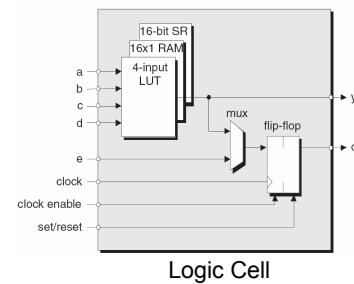 16-bit SR
16x1 RAM
4-input
LUT
a
b
c
d
y
mux
flip-flop
e
clock
clock enable
set/reset
Logic Cell